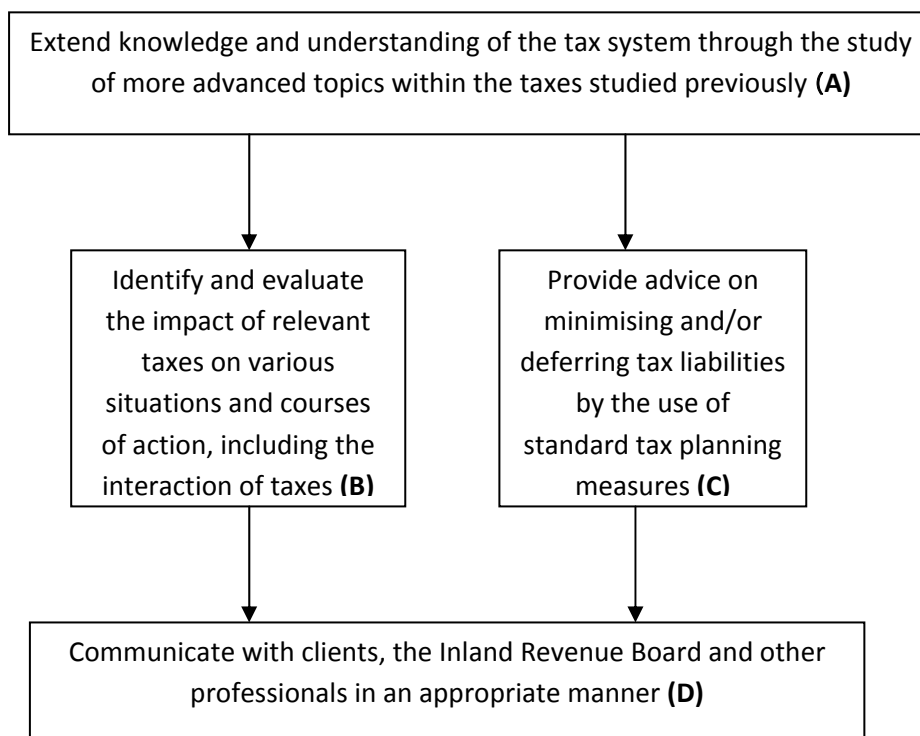 Extend knowledge and understanding of the tax system through the study
of more advanced topics within the taxes studied previously (A)
Identify and evaluate
the impact of relevant
taxes on various
situations and courses
of action, including the
interaction of taxes (B)
Provide advice on
minimising and/or
deferring tax liabilities
by the use of
standard tax planning
measures (C)
Communicate with clients, the Inland Revenue Board and other
professionals in an appropriate manner (D)